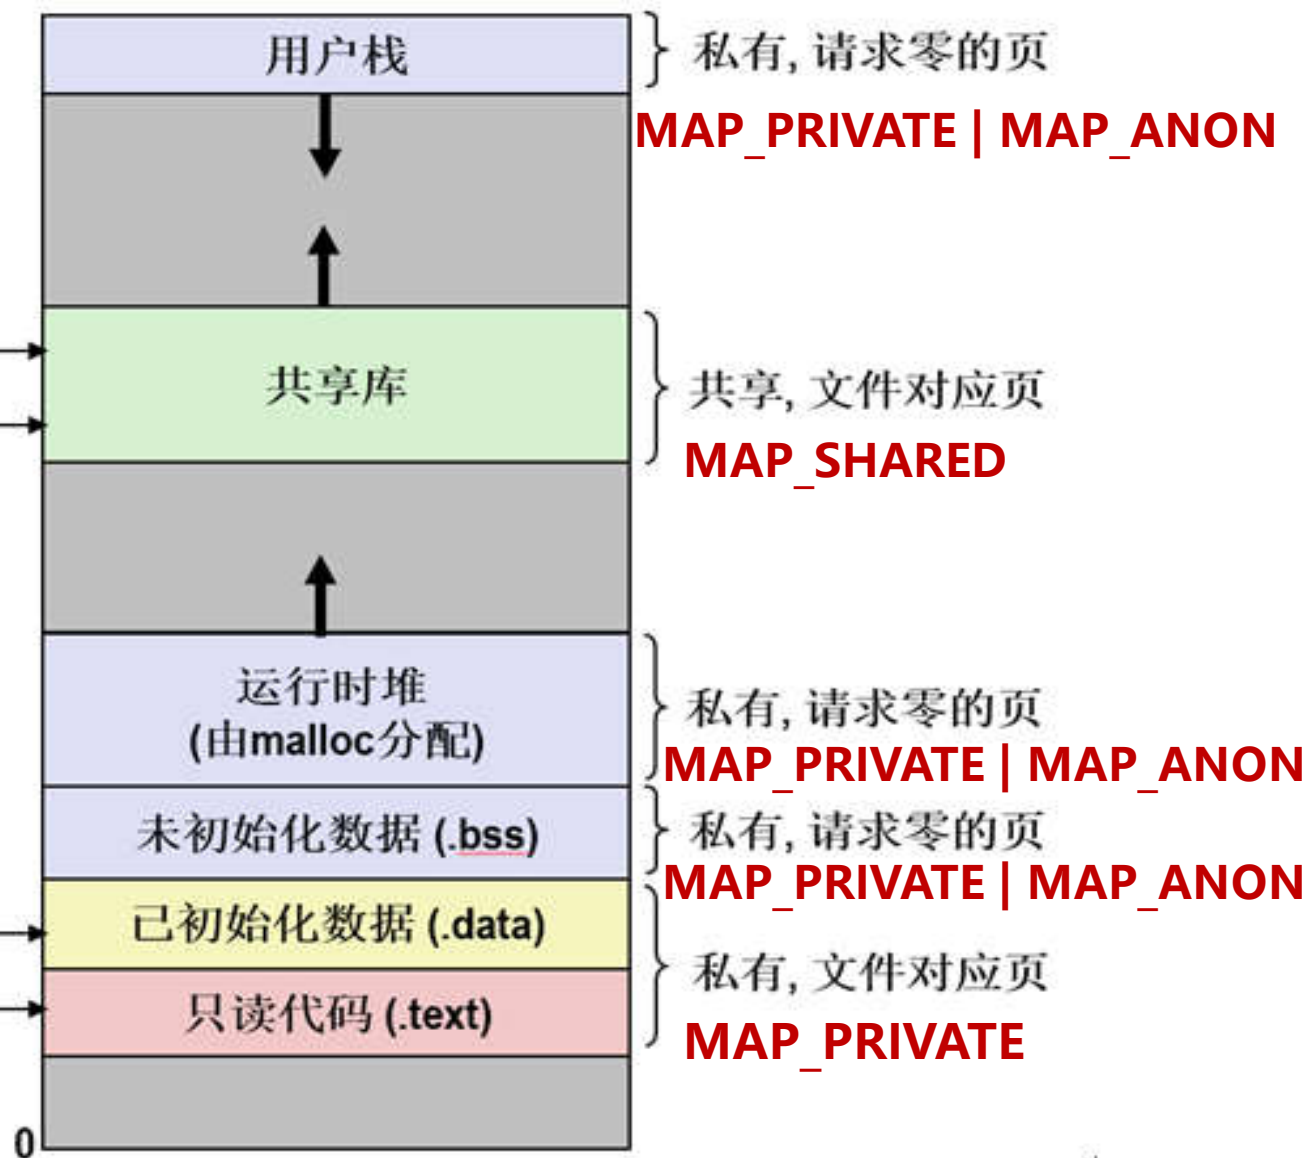 用户栈
私有, 请求零的页
MAP_PRIVATE | MAP_ANON
共享库
共享, 文件对应页
MAP_SHARED
运行时堆
(由malloc分配)
私有, 请求零的页
MAP_PRIVATE | MAP_ANON
未初始化数据 (.bss)
私有, 请求零的页
MAP_PRIVATE | MAP_ANON
已初始化数据 (.data)
私有, 文件对应页
只读代码 (.text)
MAP_PRIVATE
0